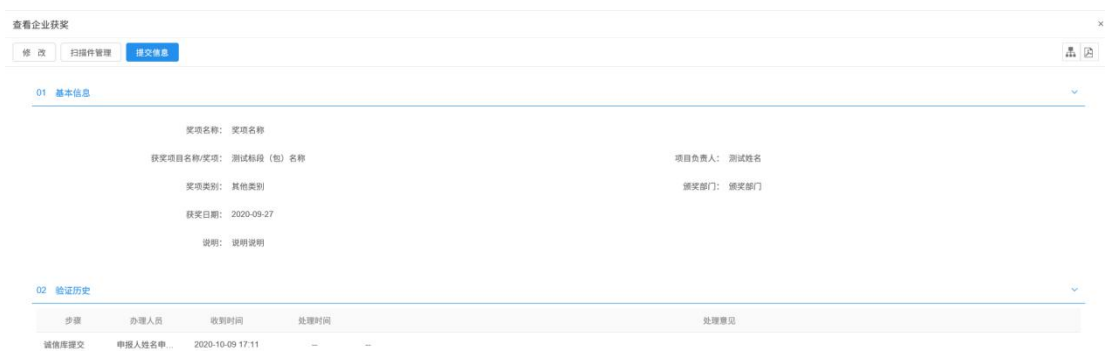 查看企业获奖 ×
修 改 扫描件管理 提交信息
01 基本信息
奖项名称： 奖项名称
获奖项目名称/奖项： 测试标段（包）名称 项目负责人： 测试姓名
奖项类别： 其他类别 颁奖部门： 颁奖部门
获奖日期： 2020-09-27
说明： 说明说明
02 验证历史
步骤 办理人员 收到时间 处理时间 处理意见
诚信库提交 申报人姓名申... 2020-10-09 17:11 -- --